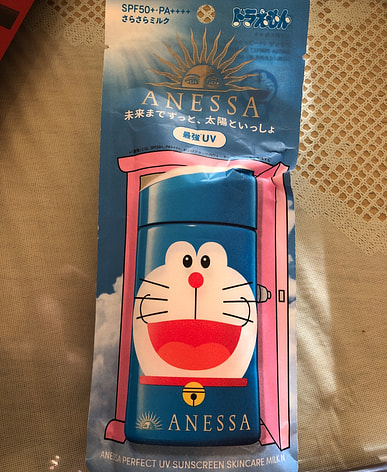 SPF50+・PA++++
さらさらミルク
ドラえもん
ANESSA
未来までずっと、太陽といっしょ
最強UV
ANESSA
ANESSA PERFECT UV SUNSCREEN SKINCARE MILK N